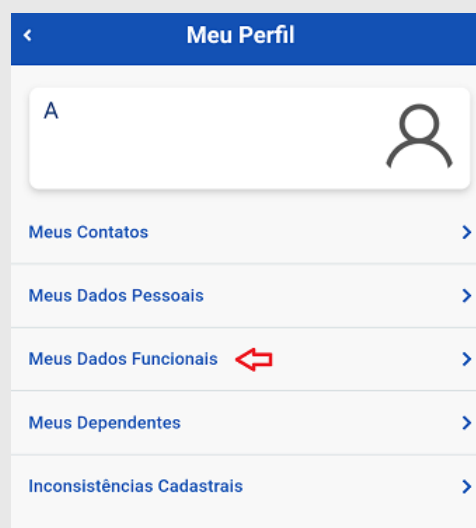 Meu Perfil
A
Meus Contatos
Meus Dados Pessoais
Meus Dados Funcionais
Meus Dependentes
Inconsistências Cadastrais